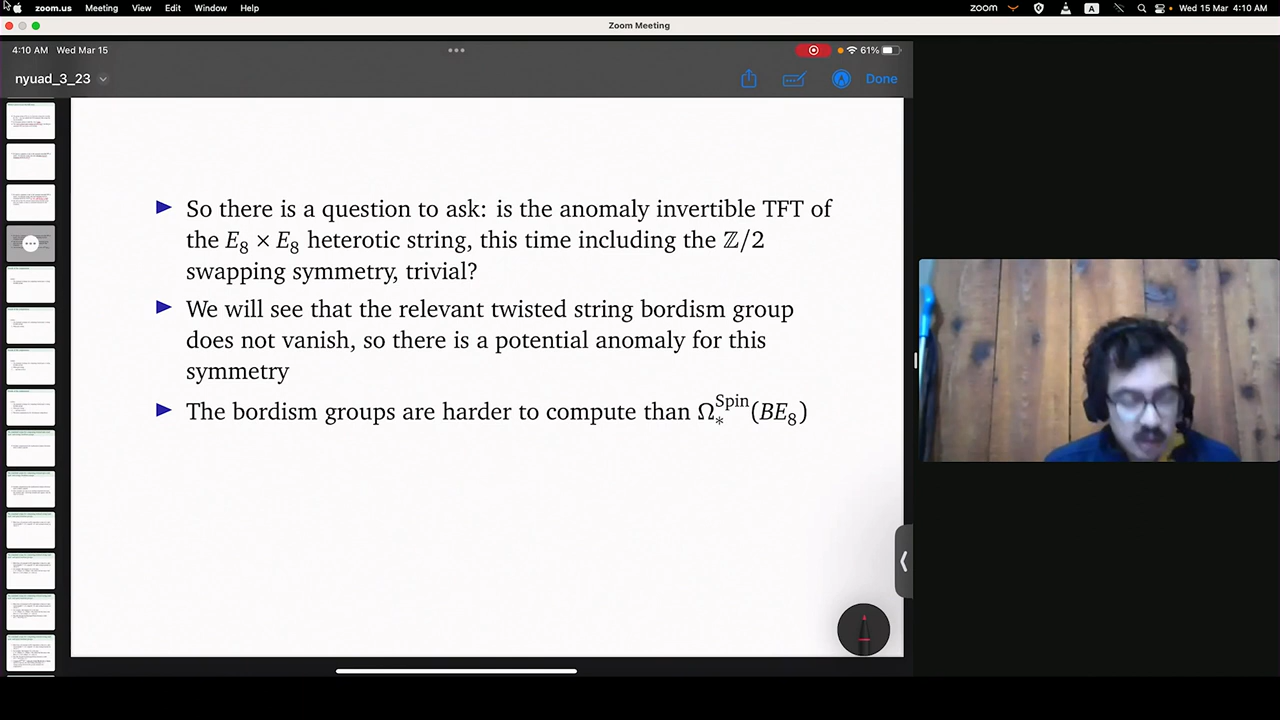 zoom.us Meeting View Edit Window Help
zoom A Wed 15 Mar 4:10 AM
Zoom Meeting
4:10 AM Wed Mar 15
61%
nyuad_3_23
Done
So there is a question to ask: is the anomaly invertible TFT of
the E₈ × E₈ heterotic string, this time including the ℤ/2
swapping symmetry, trivial?
We will see that the relevant twisted string bordism group
does not vanish, so there is a potential anomaly for this
symmetry
The bordism groups are harder to compute than Ω_*^Spin(BE₈)